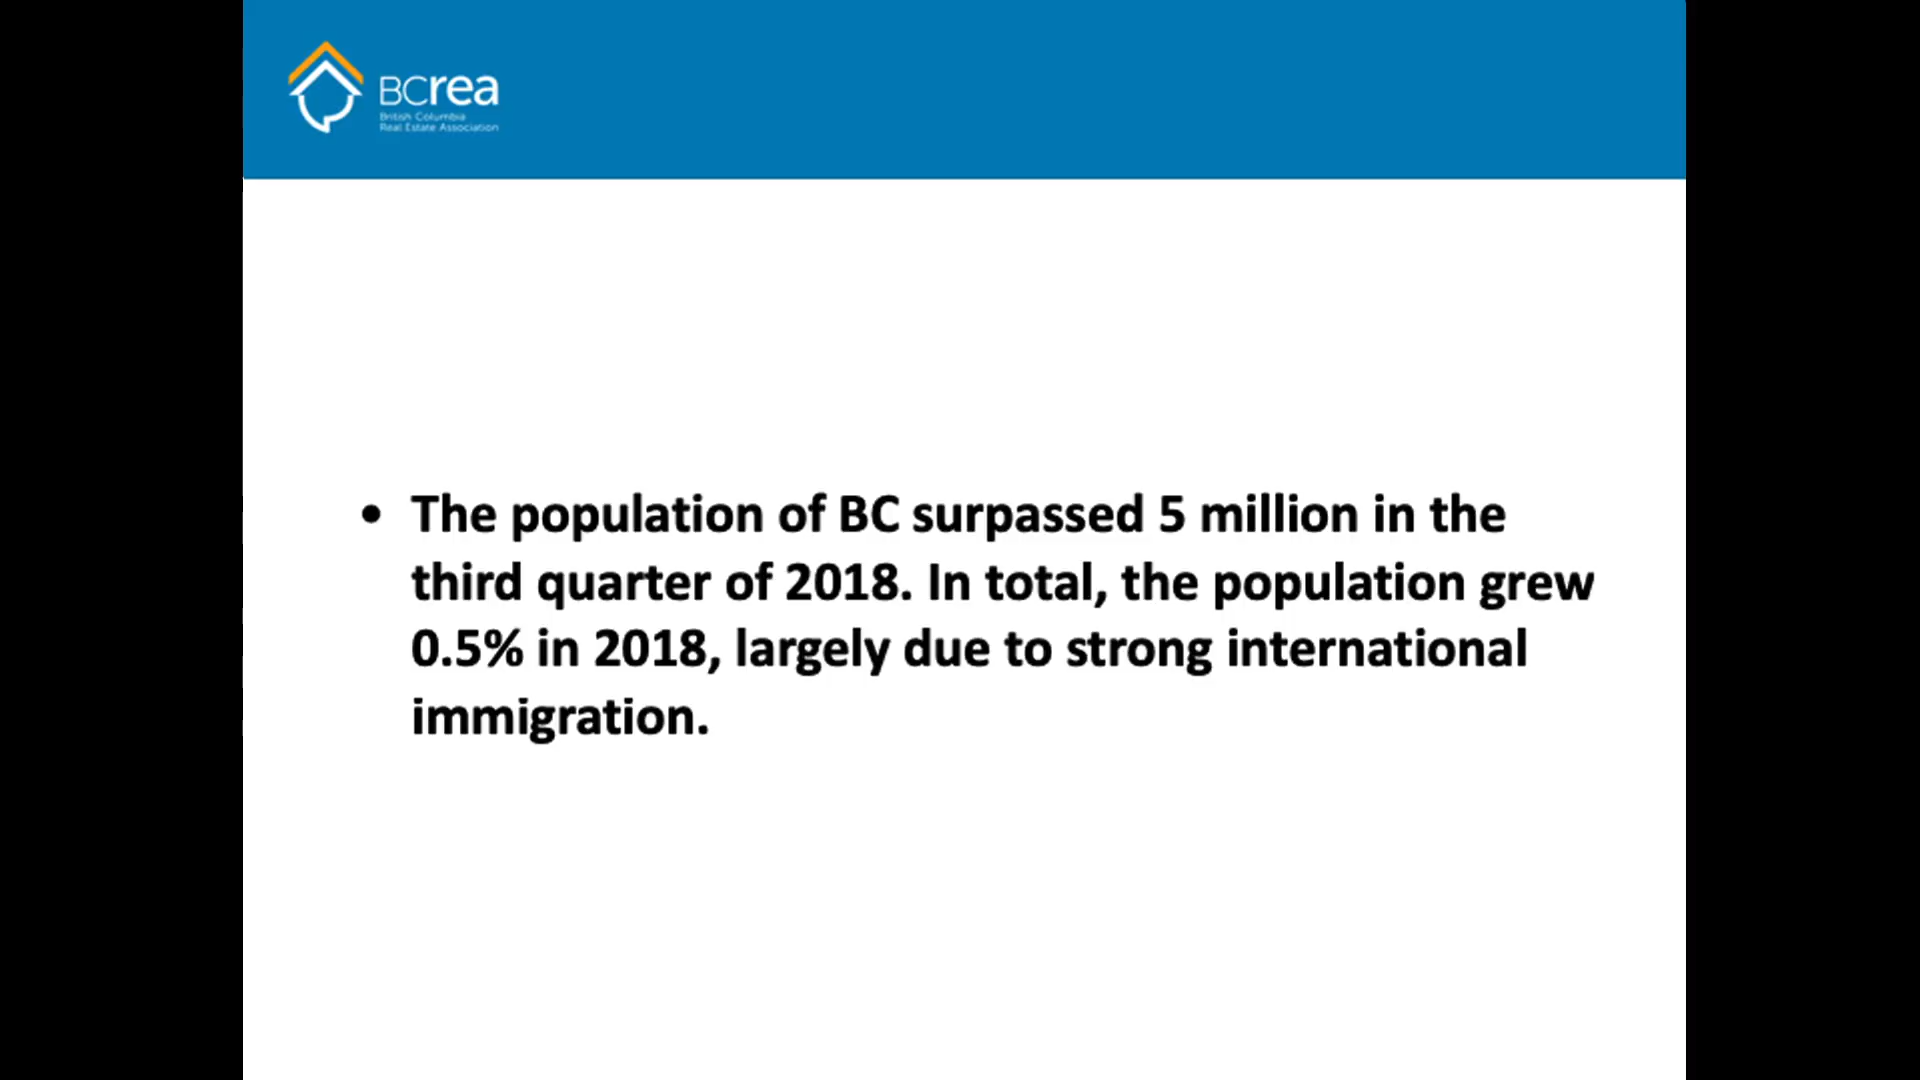 BCrea
British Columbia
Real Estate Association
• The population of BC surpassed 5 million in the
third quarter of 2018. In total, the population grew
0.5% in 2018, largely due to strong international
immigration.